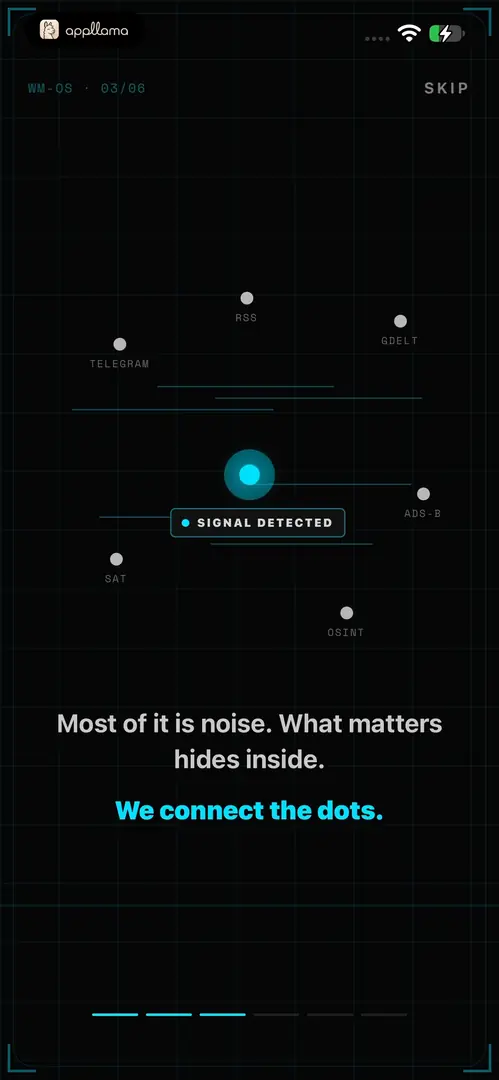 appllama
WM-OS · 03/06
SKIP
RSS
GDELT
TELEGRAM
ADS-B
SIGNAL DETECTED
SAT
OSINT
Most of it is noise. What matters
hides inside.
We connect the dots.